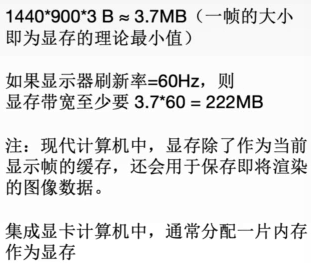 1440*900*3 B ≈ 3.7MB（一帧的大小
即为显存的理论最小值）
如果显示器刷新率=60Hz，则
显存带宽至少要 3.7*60 = 222MB
注：现代计算机中，显存除了作为当前
显示帧的缓存，还会用于保存即将渲染
的图像数据。
集成显卡计算机中，通常分配一片内存
作为显存